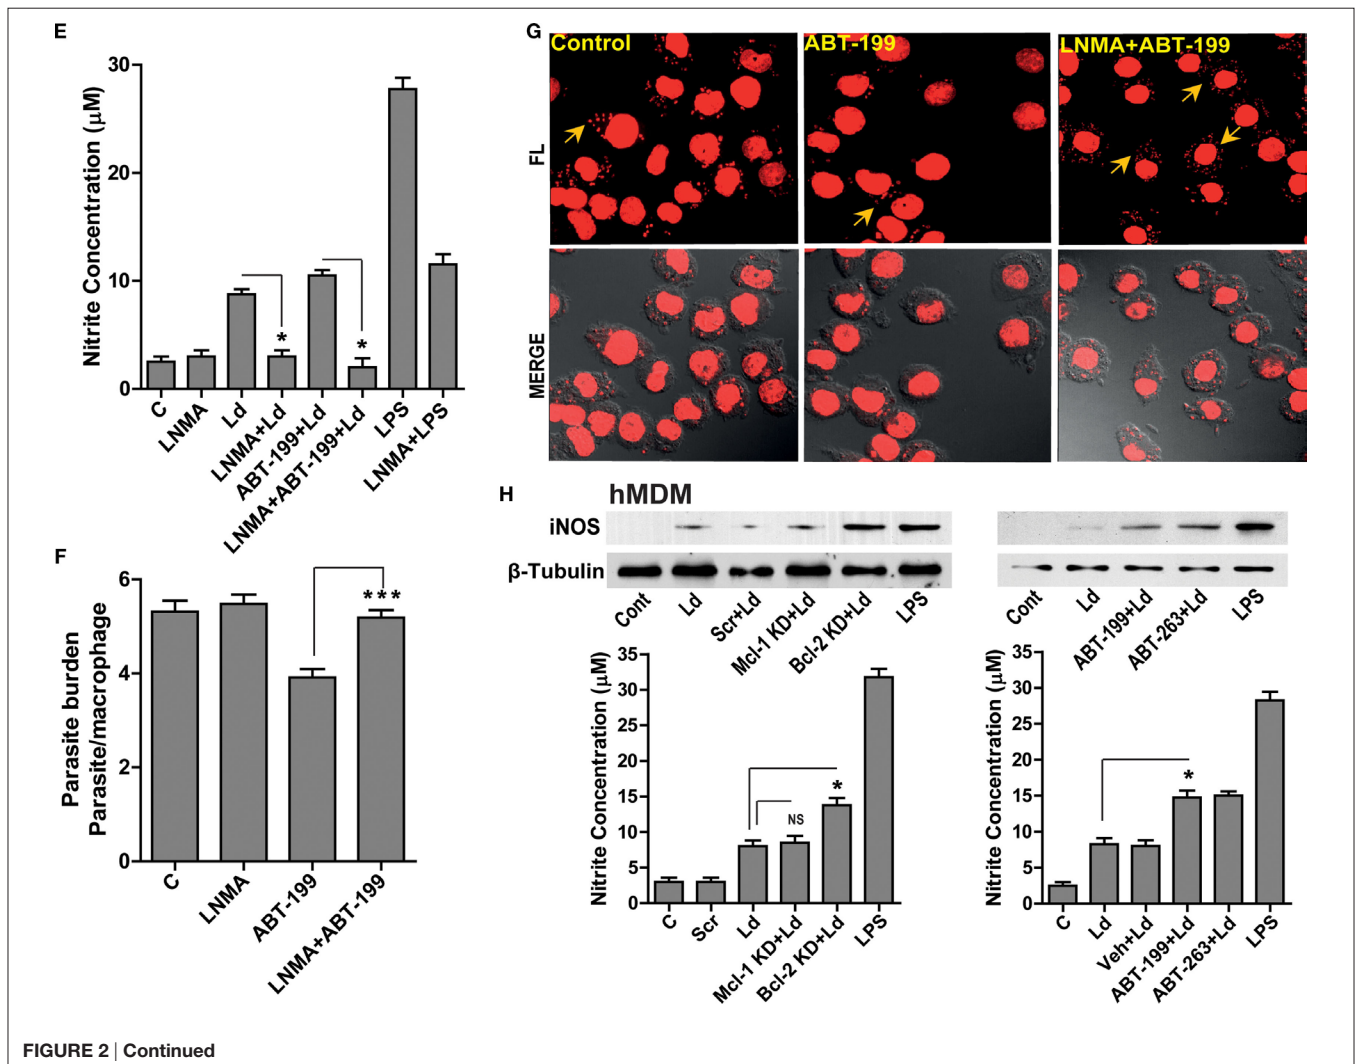 E
Nitrite Concentration (μM)
30
20
10
0
*
*
C
LNMA
Ld
LNMA+Ld
ABT-199+Ld
LNMA+ABT-199+Ld
LPS
LNMA+LPS
F
Parasite burden
Parasite/macrophage
6
4
2
0
***
C
LNMA
ABT-199
LNMA+ABT-199
G
Control
ABT-199
LNMA+ABT-199
FL
MERGE
H
hMDM
iNOS
β-Tubulin
Cont
Ld
Scr+Ld
Mcl-1 KD+Ld
Bcl-2 KD+Ld
LPS
Cont
Ld
ABT-199+Ld
ABT-263+Ld
LPS
Nitrite Concentration (μM)
35
30
25
20
15
10
5
0
NS
*
C
Scr
Ld
Mcl-1 KD+Ld
Bcl-2 KD+Ld
LPS
Nitrite Concentration (μM)
35
30
25
20
15
10
5
0
*
C
Ld
Veh+Ld
ABT-199+Ld
ABT-263+Ld
LPS
FIGURE 2 | Continued